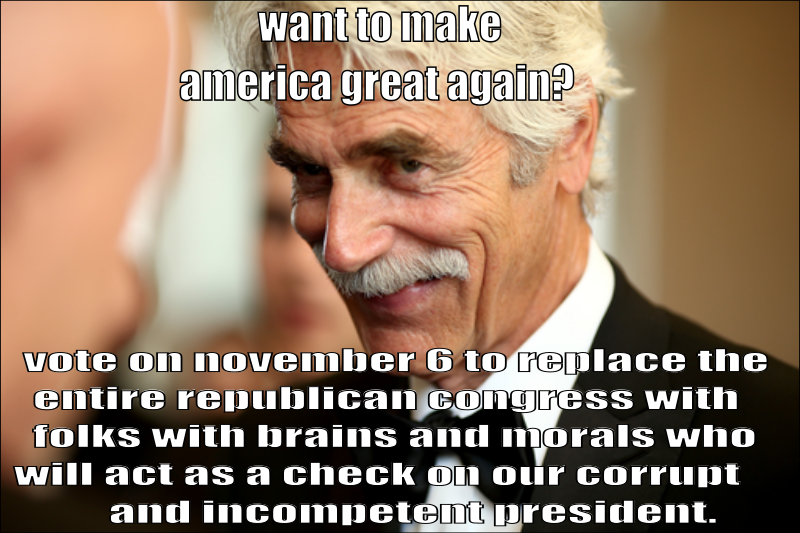 want to make
america great again?
vote on november 6 to replace the
entire republican congress with
folks with brains and morals who
will act as a check on our corrupt
and incompetent president.